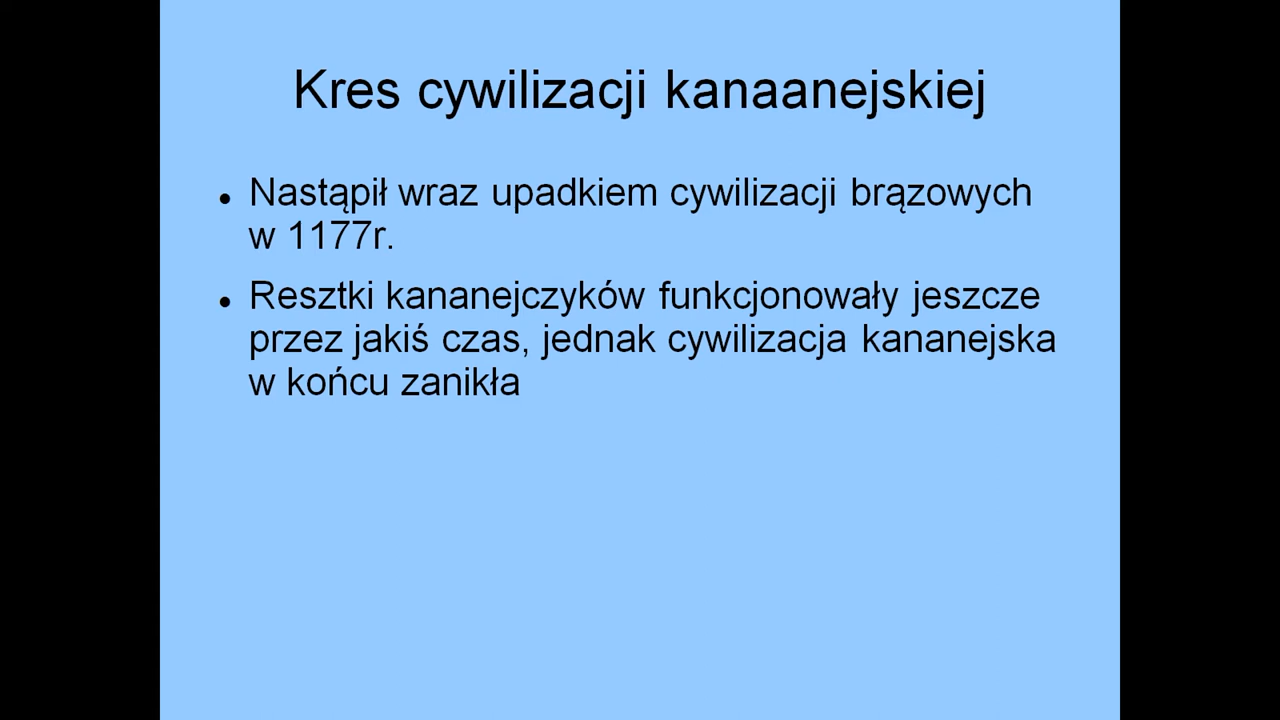 Kres cywilizacji kanaanejskiej
Nastąpił wraz upadkiem cywilizacji brązowych
w 1177r.
Resztki kananejczyków funkcjonowały jeszcze
przez jakiś czas, jednak cywilizacja kananejska
w końcu zanikła